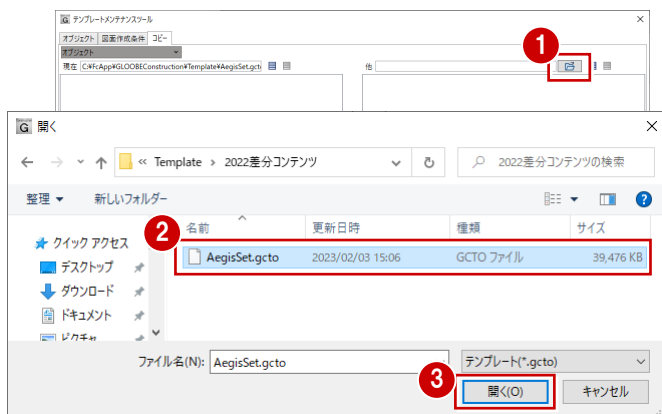 テンプレートメンテナンスツール
オブジェクト 図面作成条件 コピー
オブジェクト
現在 C:¥FcApp¥GLOOBEConstruction¥Template¥AegisSet.gct 他
1
開く
« Template › 2022差分コンテンツ 2022差分コンテンツの検索
整理 新しいフォルダー
2
名前 更新日時 種類 サイズ
クイック アクセス
AegisSet.gcto 2023/02/03 15:06 GCTO ファイル 39,476 KB
デスクトップ
ダウンロード
ドキュメント
ピクチャ
ファイル名(N): AegisSet.gcto テンプレート(*.gcto)
3
開く(O) キャンセル